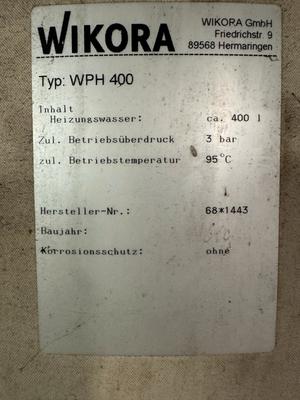 WIKORA
WIKORA GmbH
Friedrichstr. 9
89568 Hermaringen
Typ: WPH 400
Inhalt
Heizungswasser: ca. 400 l
Zul. Betriebsüberdruck 3 bar
zul. Betriebstemperatur 95°C
Hersteller-Nr.: 68*1443
Baujahr:
Korrosionsschutz: ohne